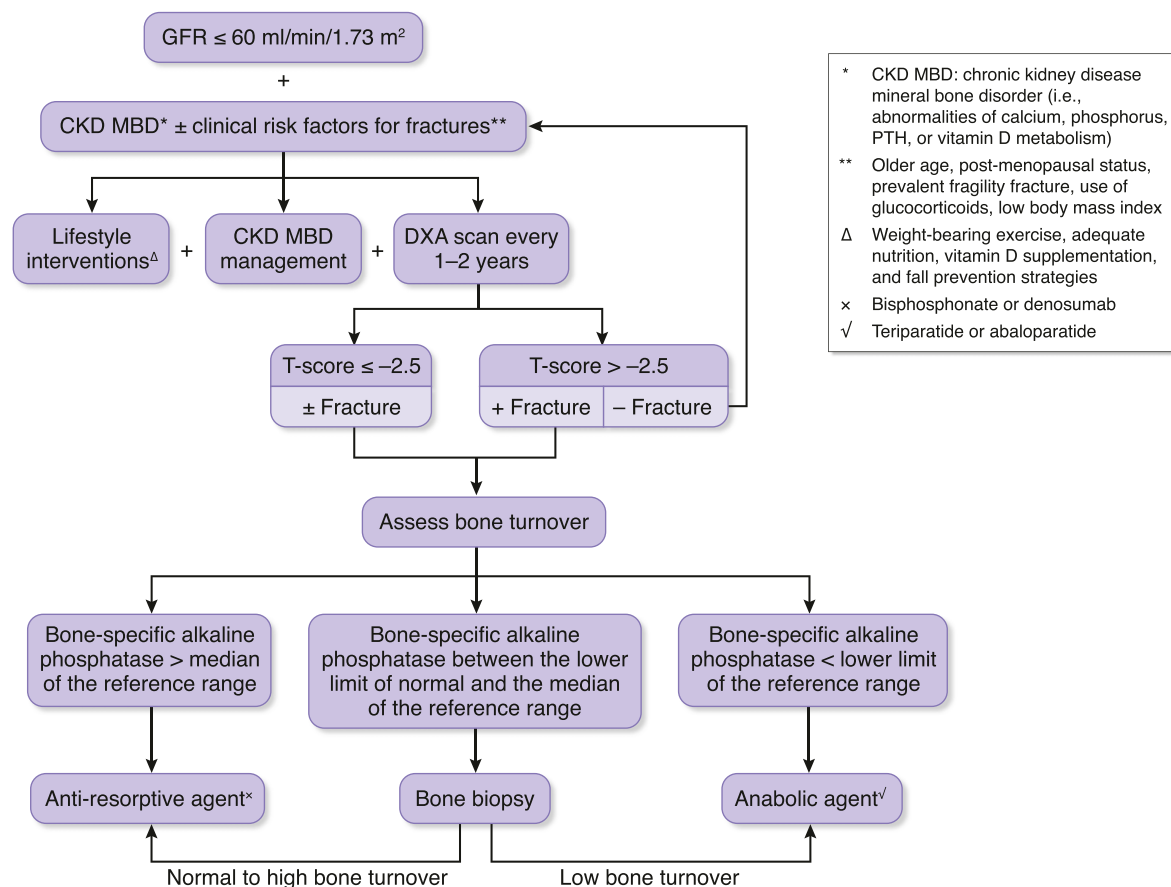 GFR ≤ 60 ml/min/1.73 m²
+
CKD MBD* ± clinical risk factors for fractures**
Lifestyle
interventionsΔ
+
CKD MBD
management
+
DXA scan every
1–2 years
T-score ≤ –2.5
± Fracture
T-score > –2.5
+ Fracture
– Fracture
Assess bone turnover
Bone-specific alkaline
phosphatase > median
of the reference range
Bone-specific alkaline
phosphatase between the lower
limit of normal and the median
of the reference range
Bone-specific alkaline
phosphatase < lower limit
of the reference range
Anti-resorptive agent×
Bone biopsy
Anabolic agent√
Normal to high bone turnover
Low bone turnover
* CKD MBD: chronic kidney disease
mineral bone disorder (i.e.,
abnormalities of calcium, phosphorus,
PTH, or vitamin D metabolism)
** Older age, post-menopausal status,
prevalent fragility fracture, use of
glucocorticoids, low body mass index
Δ Weight-bearing exercise, adequate
nutrition, vitamin D supplementation,
and fall prevention strategies
× Bisphosphonate or denosumab
√ Teriparatide or abaloparatide